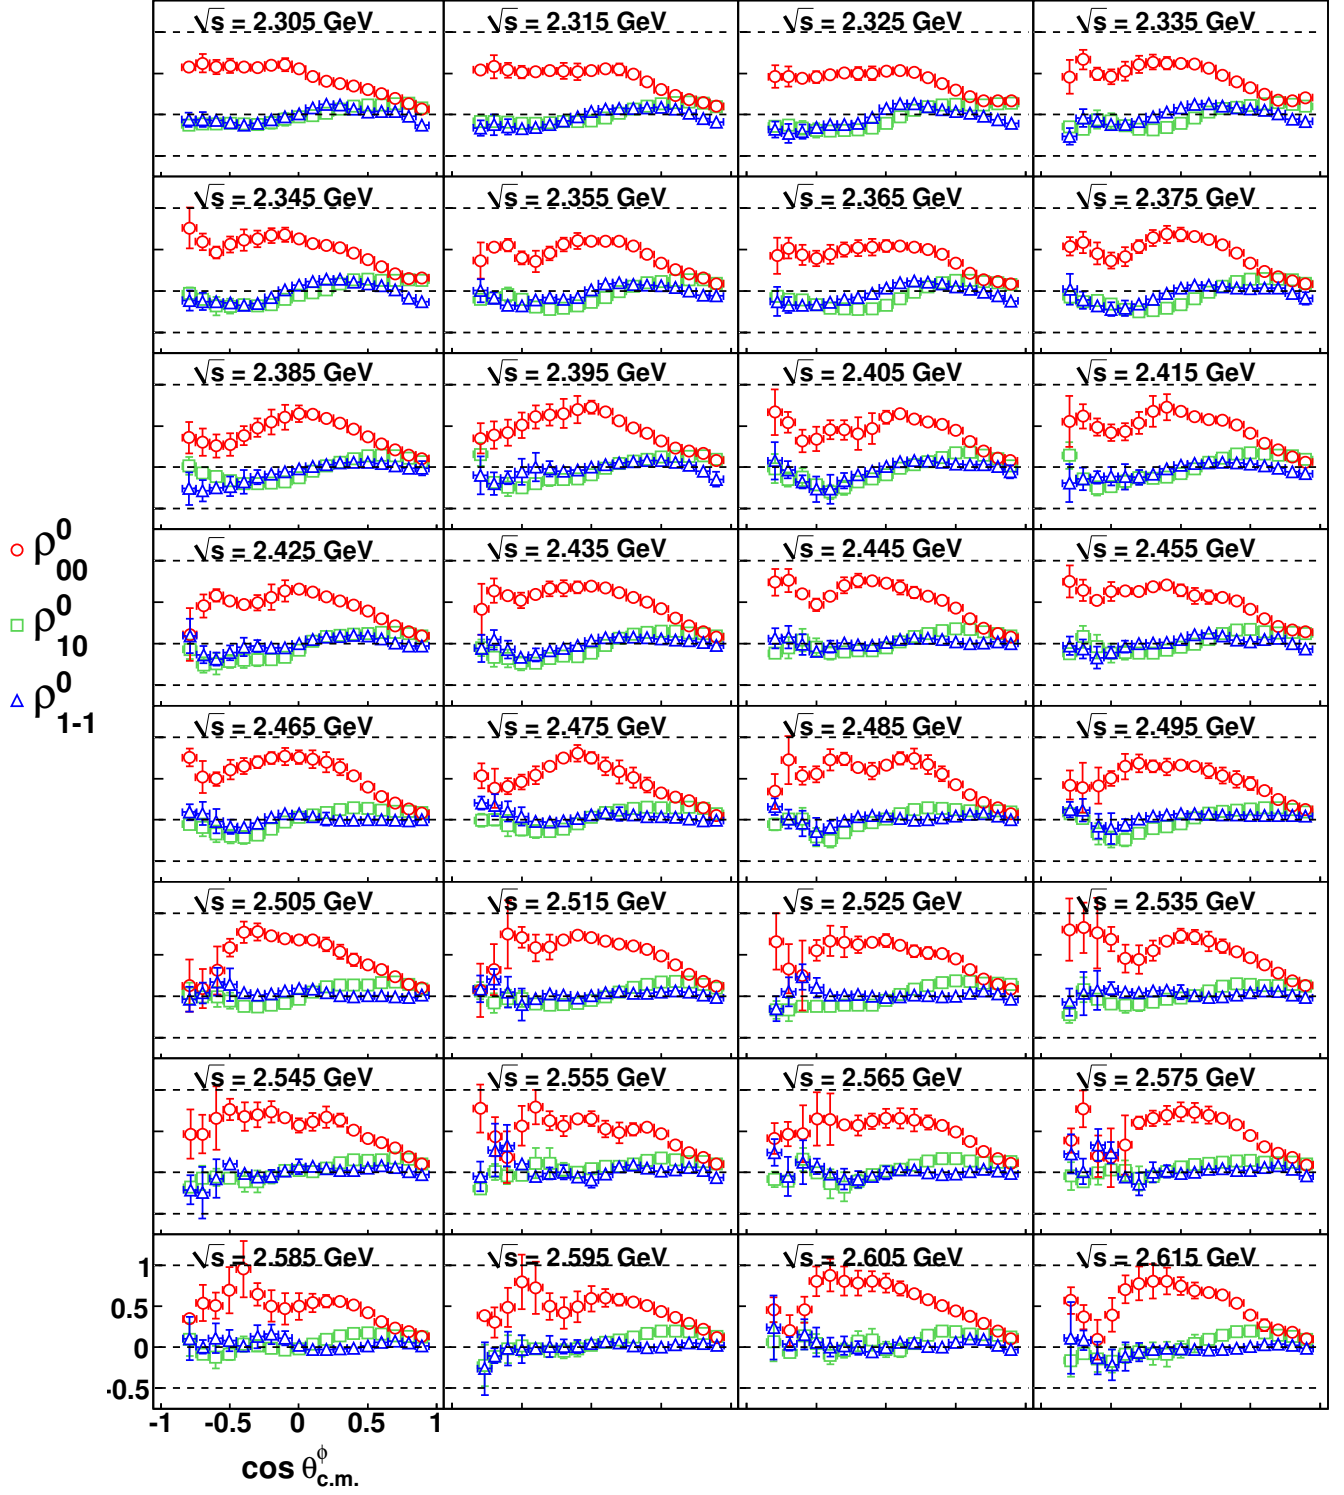 √s = 2.305 GeV √s = 2.315 GeV √s = 2.325 GeV √s = 2.335 GeV
√s = 2.345 GeV √s = 2.355 GeV √s = 2.365 GeV √s = 2.375 GeV
√s = 2.385 GeV √s = 2.395 GeV √s = 2.405 GeV √s = 2.415 GeV
ρ⁰₀₀
√s = 2.425 GeV √s = 2.435 GeV √s = 2.445 GeV √s = 2.455 GeV
ρ⁰₁₀
ρ⁰₁₋₁
√s = 2.465 GeV √s = 2.475 GeV √s = 2.485 GeV √s = 2.495 GeV
√s = 2.505 GeV √s = 2.515 GeV √s = 2.525 GeV √s = 2.535 GeV
√s = 2.545 GeV √s = 2.555 GeV √s = 2.565 GeV √s = 2.575 GeV
√s = 2.585 GeV √s = 2.595 GeV √s = 2.605 GeV √s = 2.615 GeV
1
0.5
0
-0.5
-1 -0.5 0 0.5 1
cos θ^ϕ_c.m.